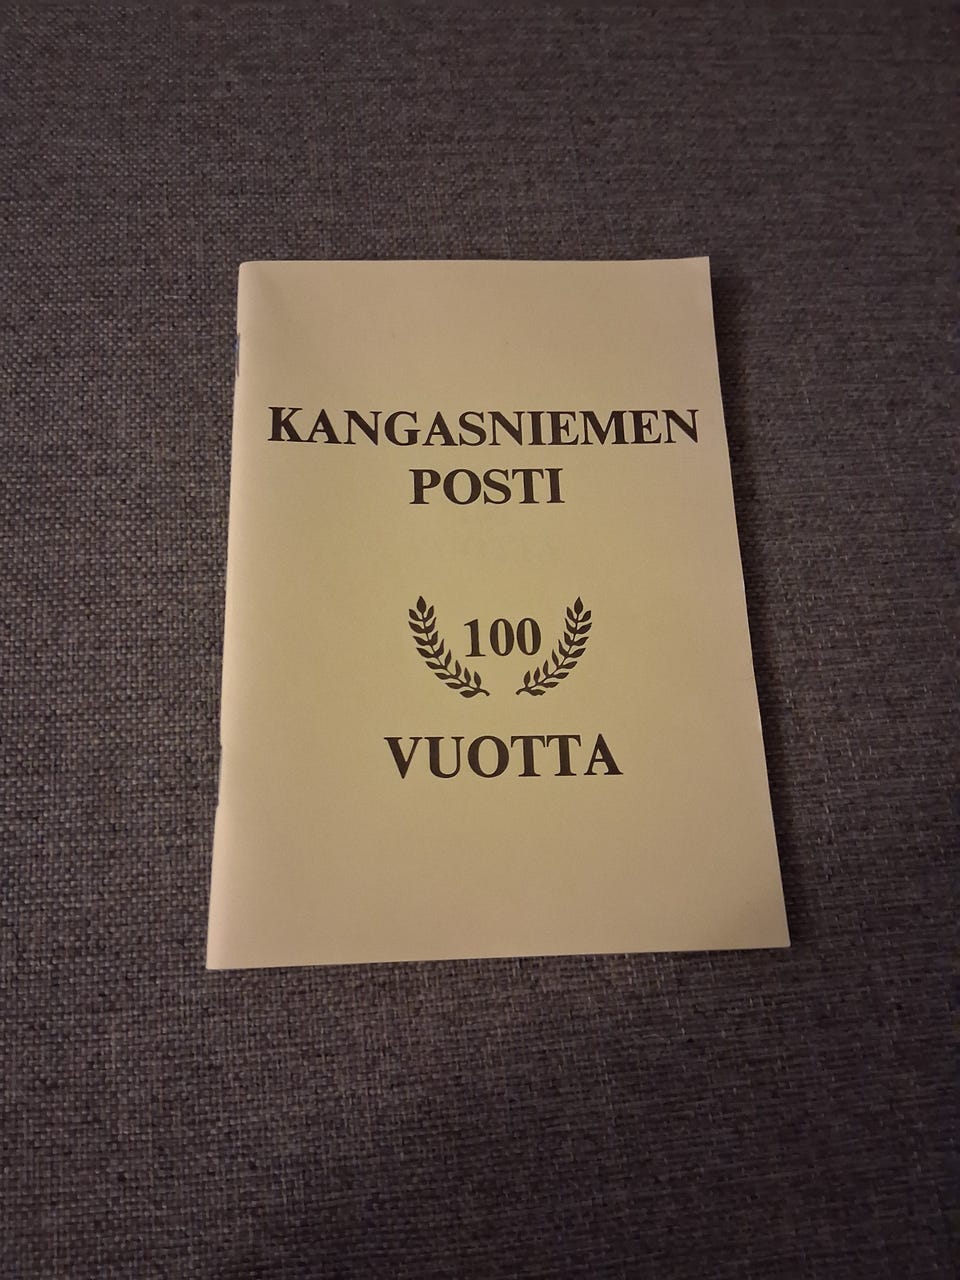 KANGASNIEMEN
POSTI
100
VUOTTA